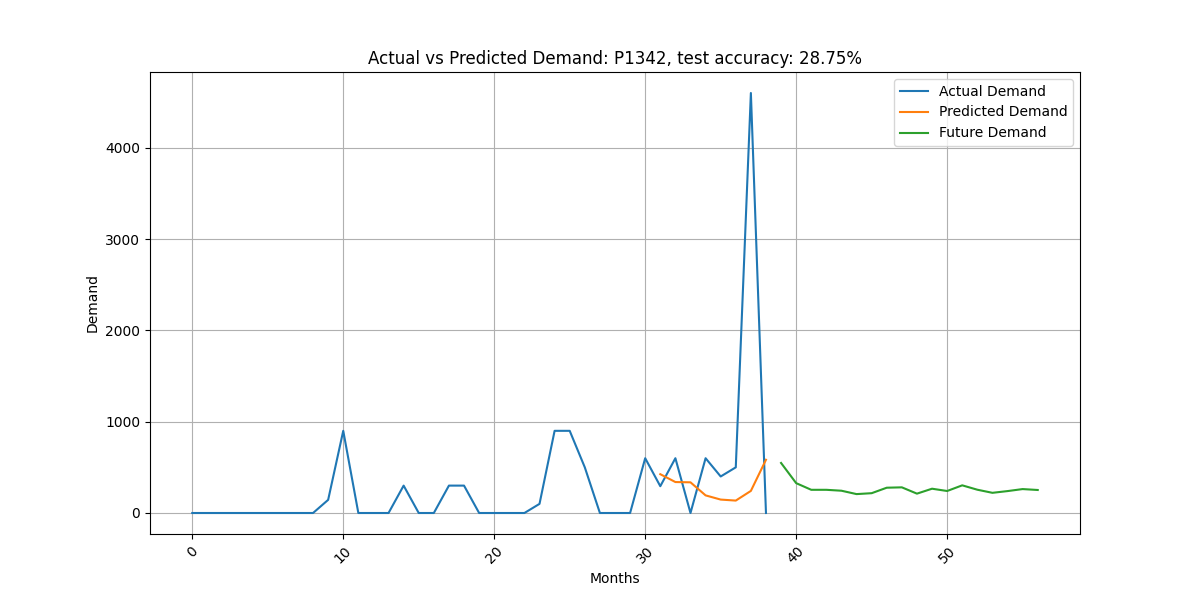 Actual vs Predicted Demand: P1342, test accuracy: 28.75%
Actual Demand
Predicted Demand
Future Demand
4000
3000
2000
1000
0
Demand
0
10
20
30
40
50
Months